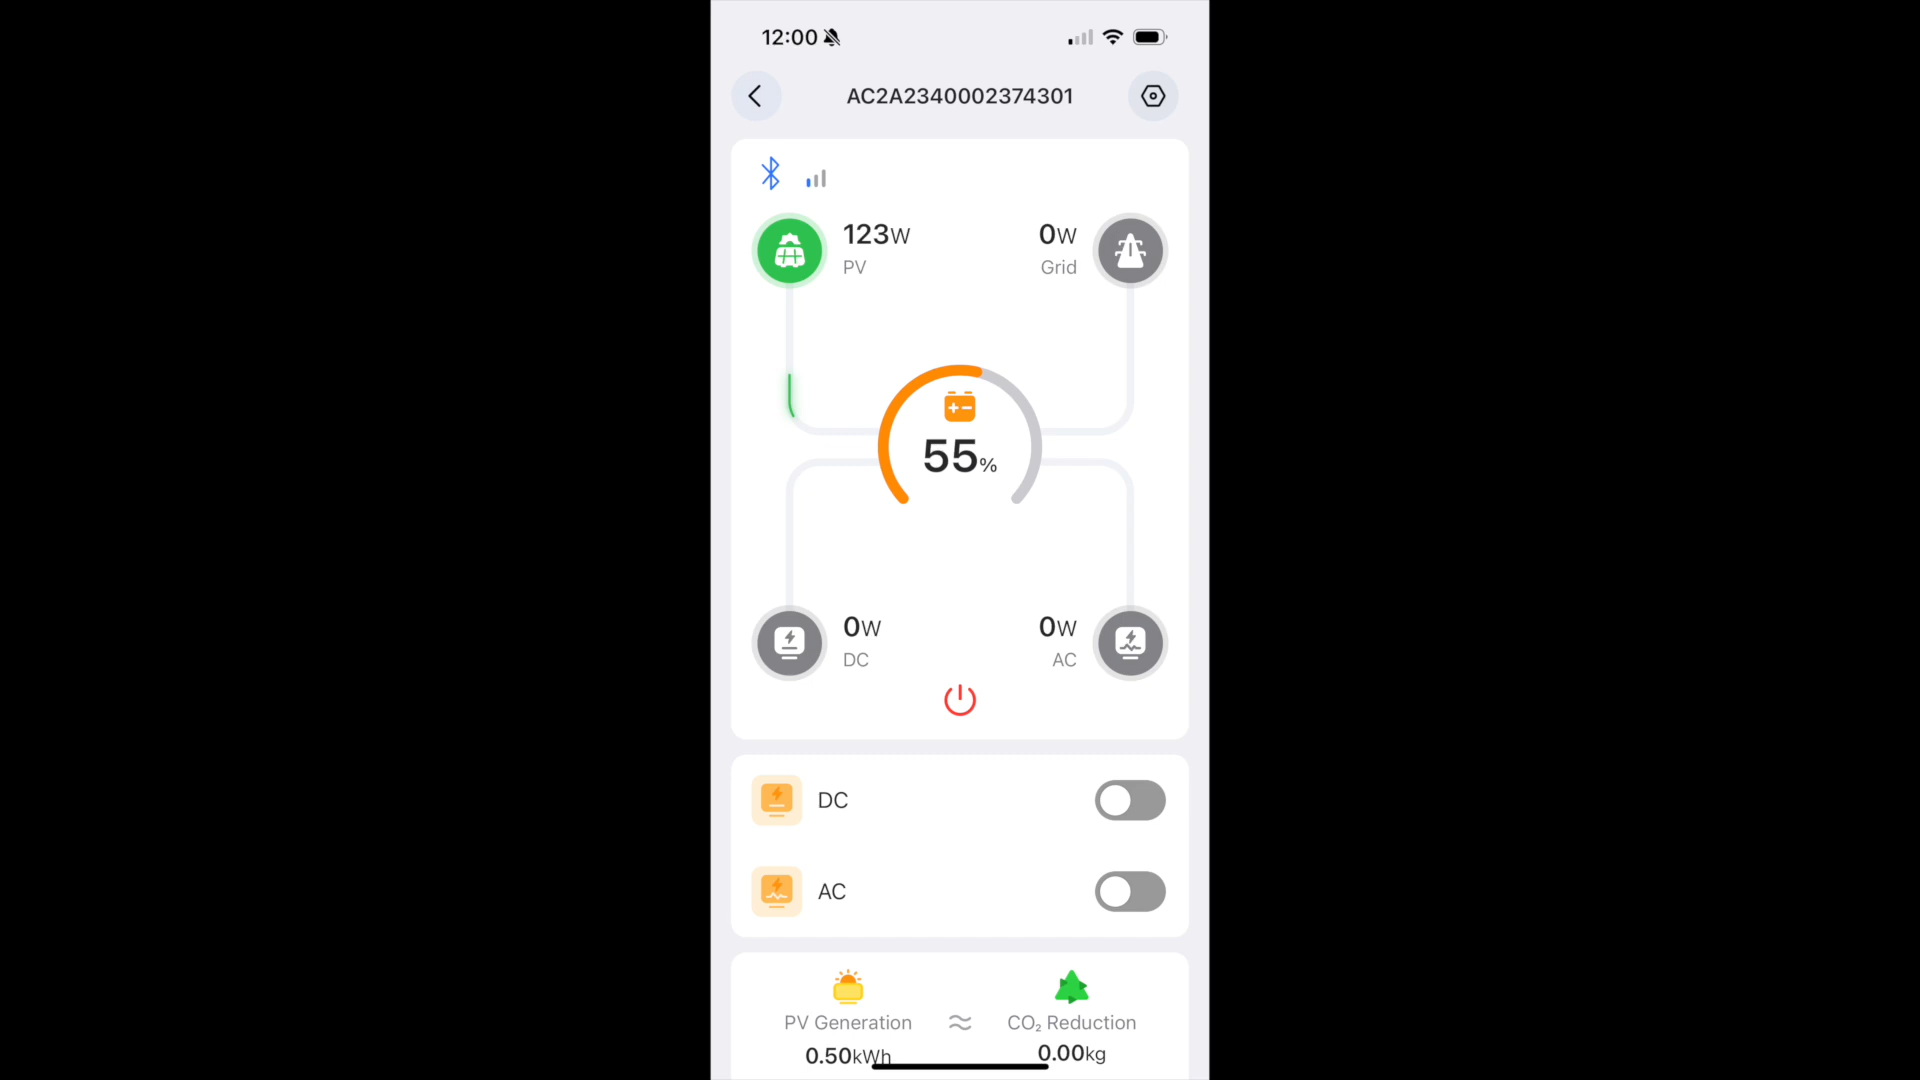 12:00
AC2A2340002374301
123W
PV
0W
Grid
55%
0W
DC
0W
AC
DC
AC
PV Generation ≈ CO₂ Reduction
0.50kWh 0.00kg